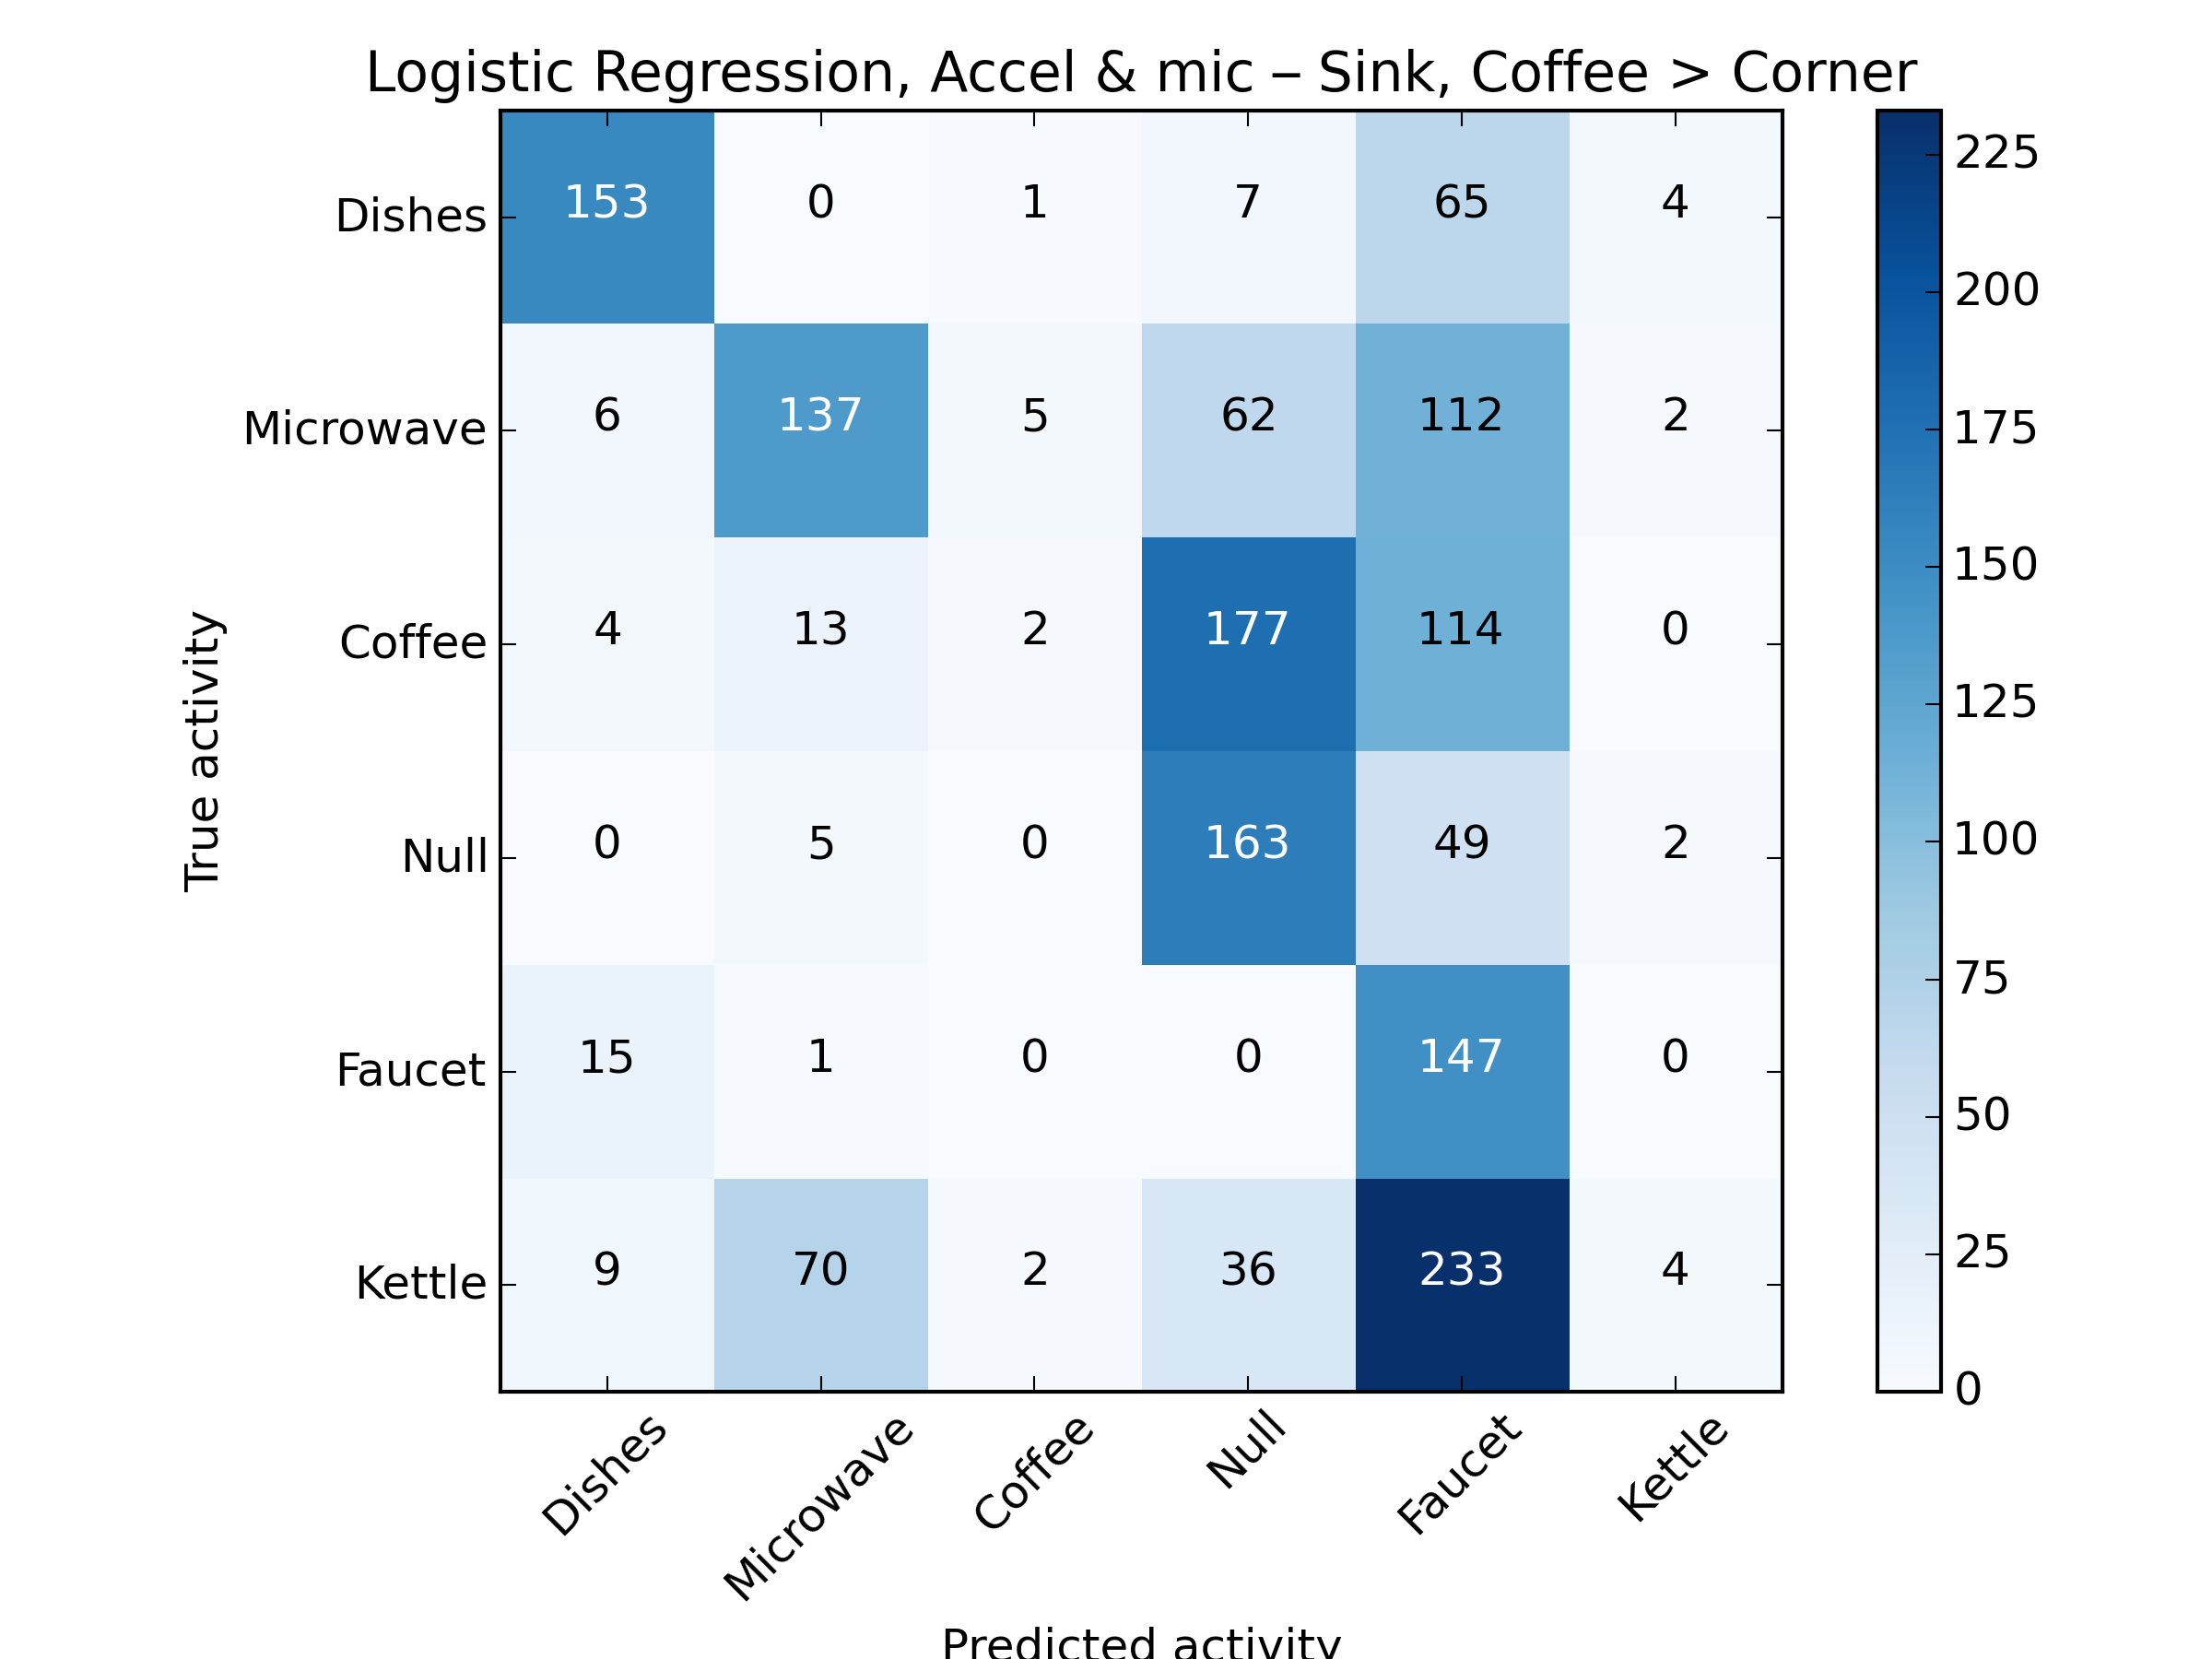 Logistic Regression, Accel & mic – Sink, Coffee > Corner
Dishes 153 0 1 7 65 4
Microwave 6 137 5 62 112 2
Coffee 4 13 2 177 114 0
Null 0 5 0 163 49 2
Faucet 15 1 0 0 147 0
Kettle 9 70 2 36 233 4
True activity
Dishes Microwave Coffee Null Faucet Kettle
Predicted activity
225
200
175
150
125
100
75
50
25
0